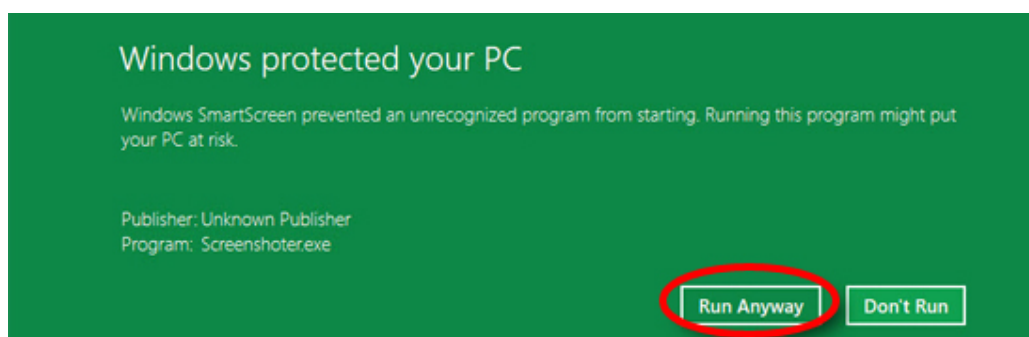 Windows protected your PC
Windows SmartScreen prevented an unrecognized program from starting. Running this program might put
your PC at risk.
Publisher: Unknown Publisher
Program: Screenshoter.exe
Run Anyway Don't Run